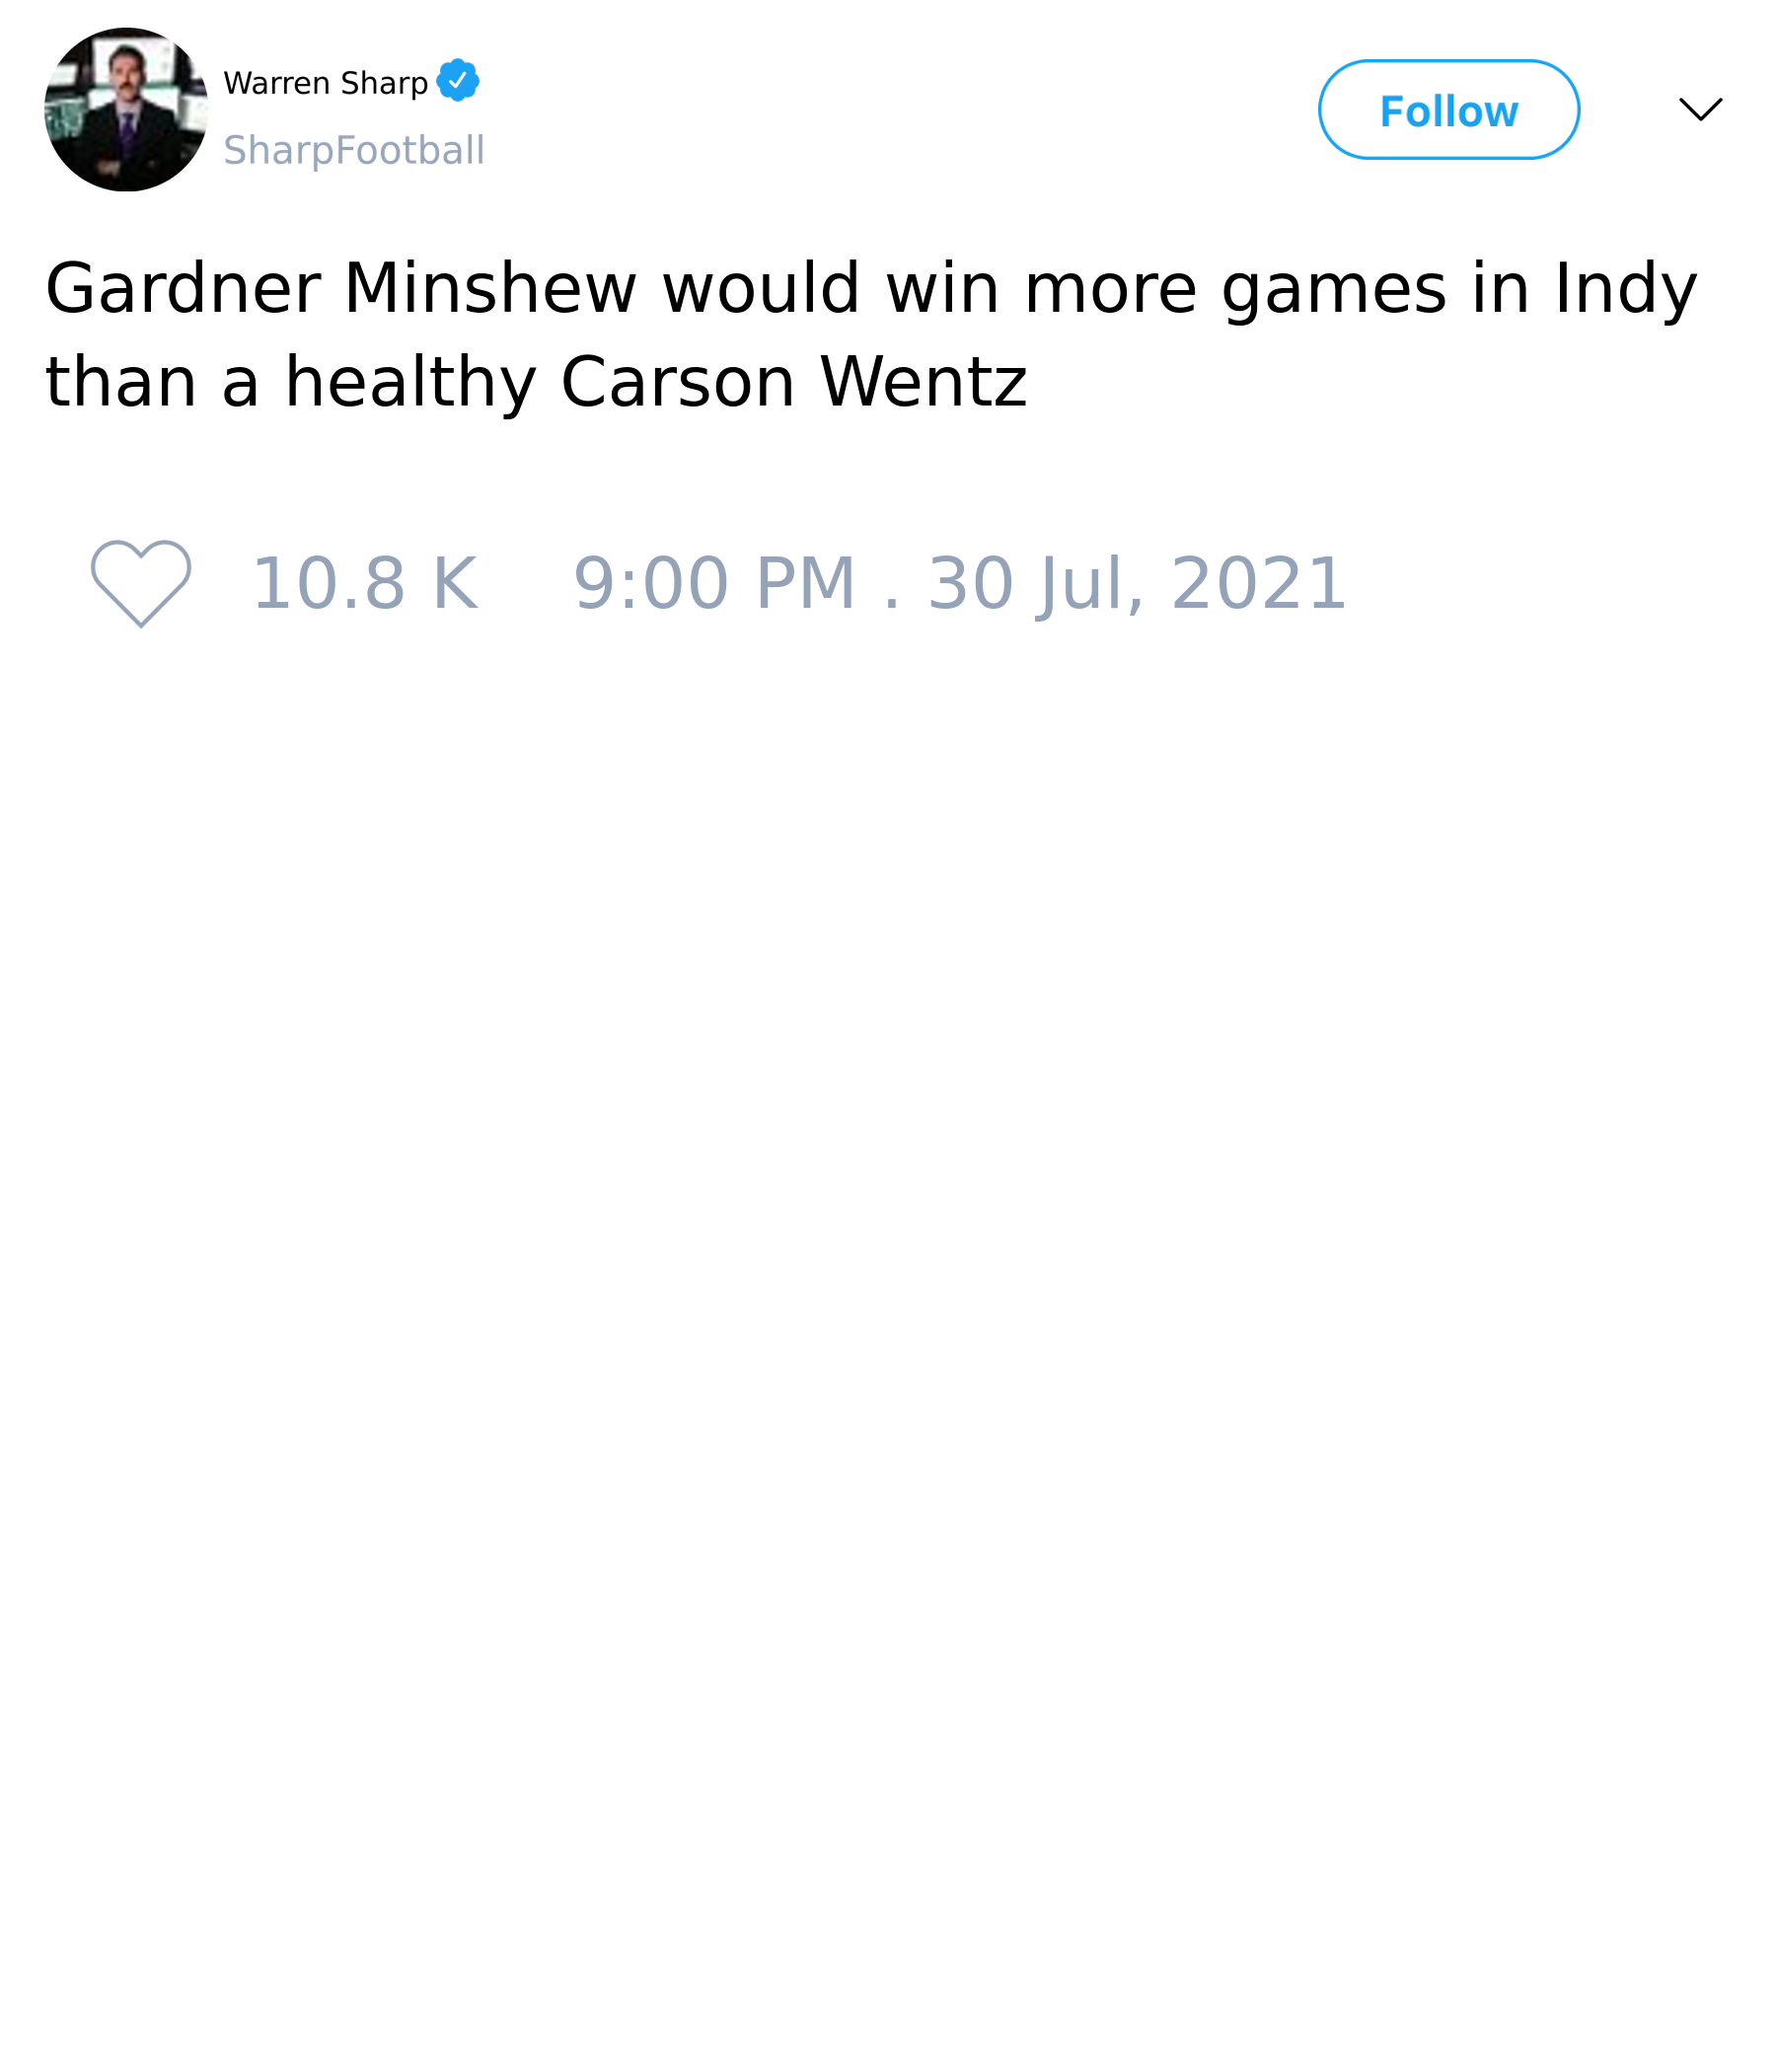 Warren Sharp
SharpFootball
Follow
Gardner Minshew would win more games in Indy
than a healthy Carson Wentz
10.8 K 9:00 PM . 30 Jul, 2021